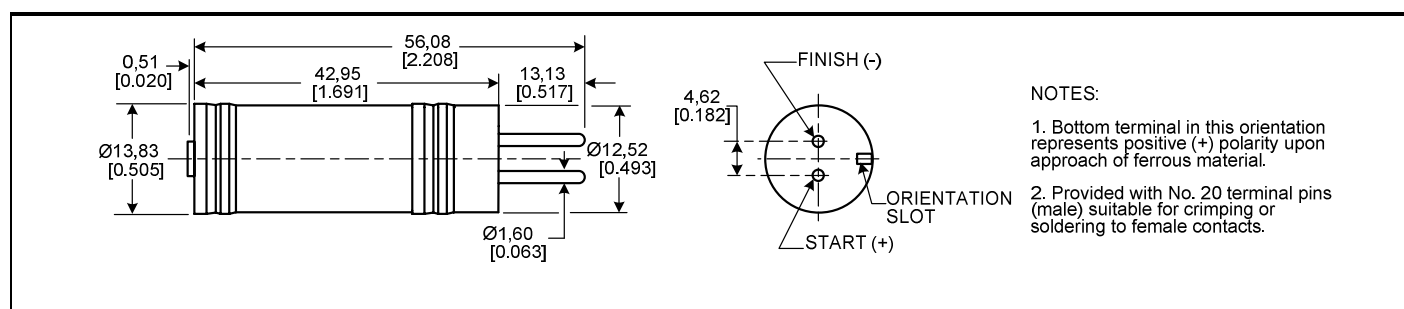 56,08
[2.208]
0,51
[0.020]
42,95
[1.691]
13,13
[0.517]
Ø13,83
[0.505]
Ø12,52
[0.493]
Ø1,60
[0.063]
FINISH (-)
4,62
[0.182]
ORIENTATION
SLOT
START (+)
NOTES:
1. Bottom terminal in this orientation
represents positive (+) polarity upon
approach of ferrous material.
2. Provided with No. 20 terminal pins
(male) suitable for crimping or
soldering to female contacts.